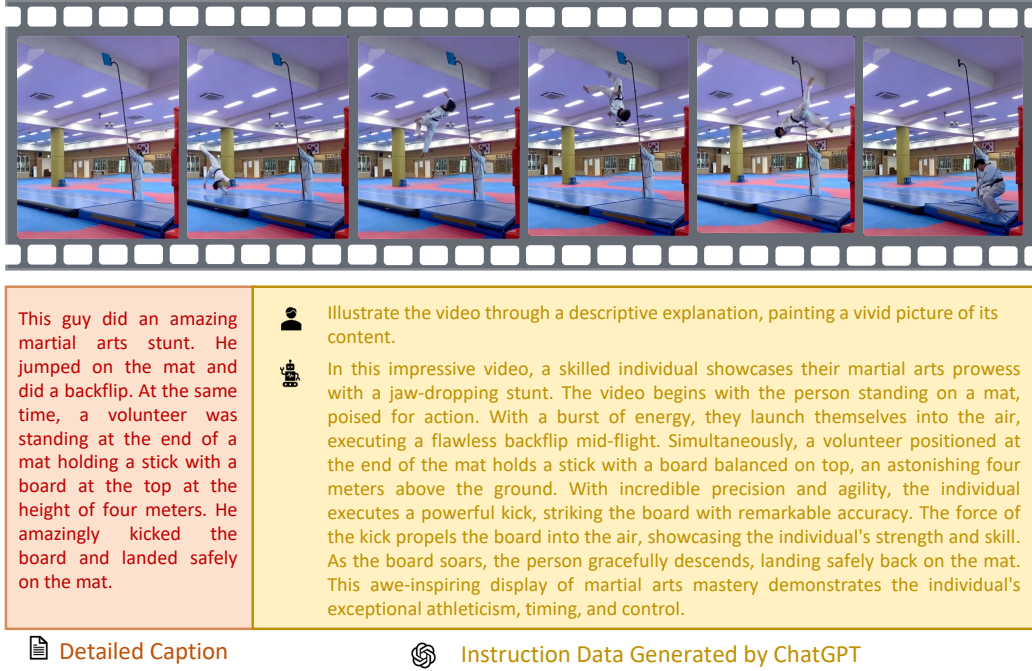 This guy did an amazing
martial arts stunt. He
jumped on the mat and
did a backflip. At the same
time, a volunteer was
standing at the end of a
mat holding a stick with a
board at the top at the
height of four meters. He
amazingly kicked the
board and landed safely
on the mat.
Illustrate the video through a descriptive explanation, painting a vivid picture of its
content.
In this impressive video, a skilled individual showcases their martial arts prowess
with a jaw-dropping stunt. The video begins with the person standing on a mat,
poised for action. With a burst of energy, they launch themselves into the air,
executing a flawless backflip mid-flight. Simultaneously, a volunteer positioned at
the end of the mat holds a stick with a board balanced on top, an astonishing four
meters above the ground. With incredible precision and agility, the individual
executes a powerful kick, striking the board with remarkable accuracy. The force of
the kick propels the board into the air, showcasing the individual's strength and skill.
As the board soars, the person gracefully descends, landing safely back on the mat.
This awe-inspiring display of martial arts mastery demonstrates the individual's
exceptional athleticism, timing, and control.
Detailed Caption
Instruction Data Generated by ChatGPT